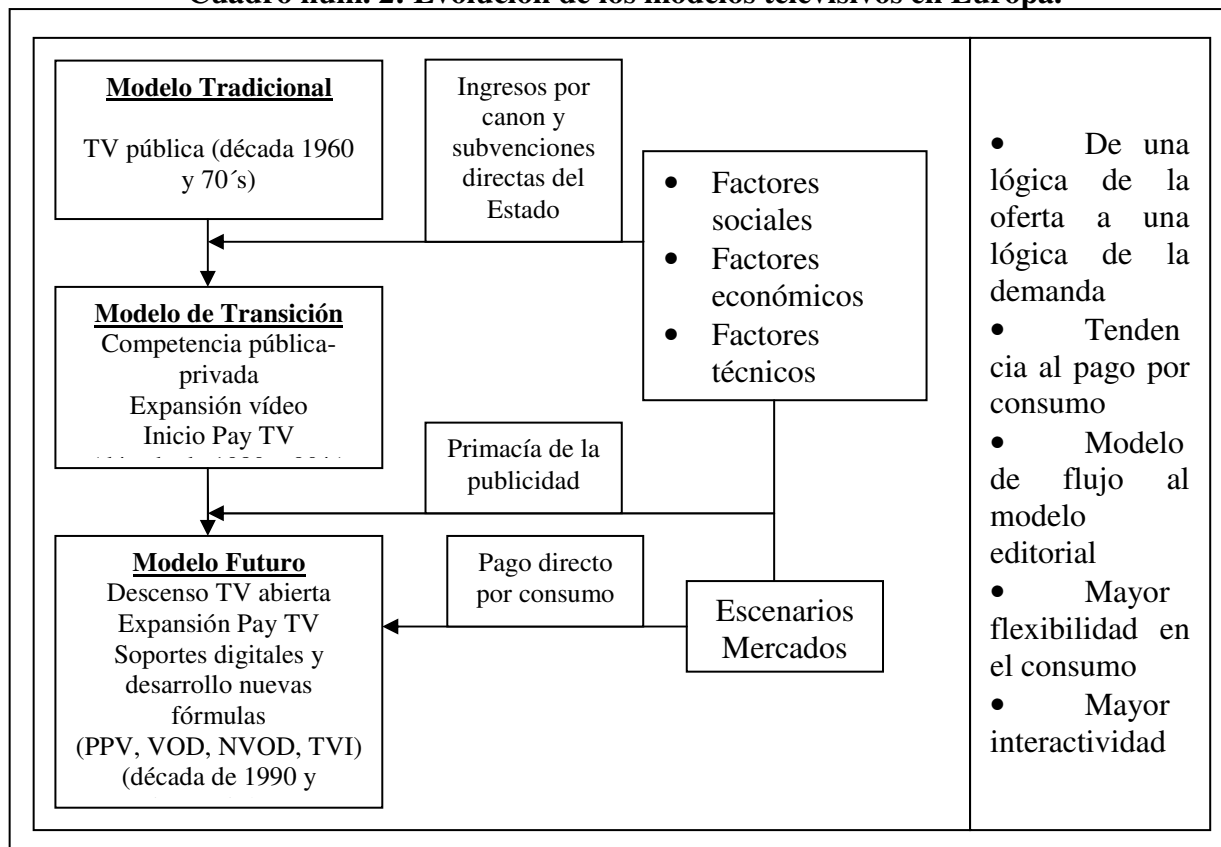 Cuadro núm. 2: Evolución de los modelos televisivos en Europa.
Modelo Tradicional
TV pública (década 1960
y 70´s)
Ingresos por
canon y
subvenciones
directas del
Estado
• Factores
sociales
• Factores
económicos
• Factores
técnicos
Modelo de Transición
Competencia pública-
privada
Expansión vídeo
Inicio Pay TV
Primacía de la
publicidad
Modelo Futuro
Descenso TV abierta
Expansión Pay TV
Soportes digitales y
desarrollo nuevas
fórmulas
(PPV, VOD, NVOD, TVI)
(década de 1990 y
Pago directo
por consumo
Escenarios
Mercados
• De una
lógica de la
oferta a una
lógica de la
demanda
• Tenden
cia al pago por
consumo
• Modelo
de flujo al
modelo
editorial
• Mayor
flexibilidad en
el consumo
• Mayor
interactividad